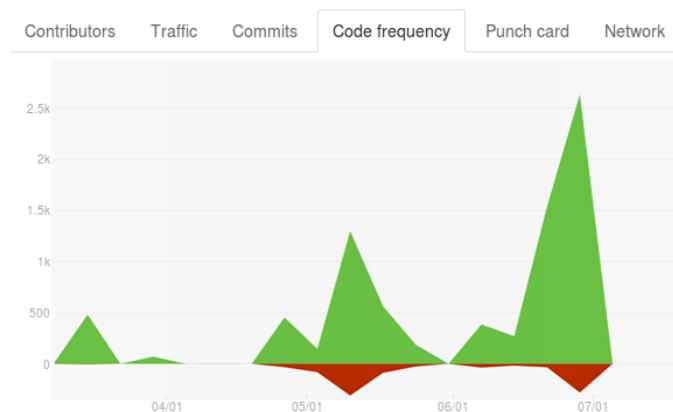 Contributors Traffic Commits Code frequency Punch card Network
2.5k
2k
1.5k
1k
500
0
04/01 05/01 06/01 07/01